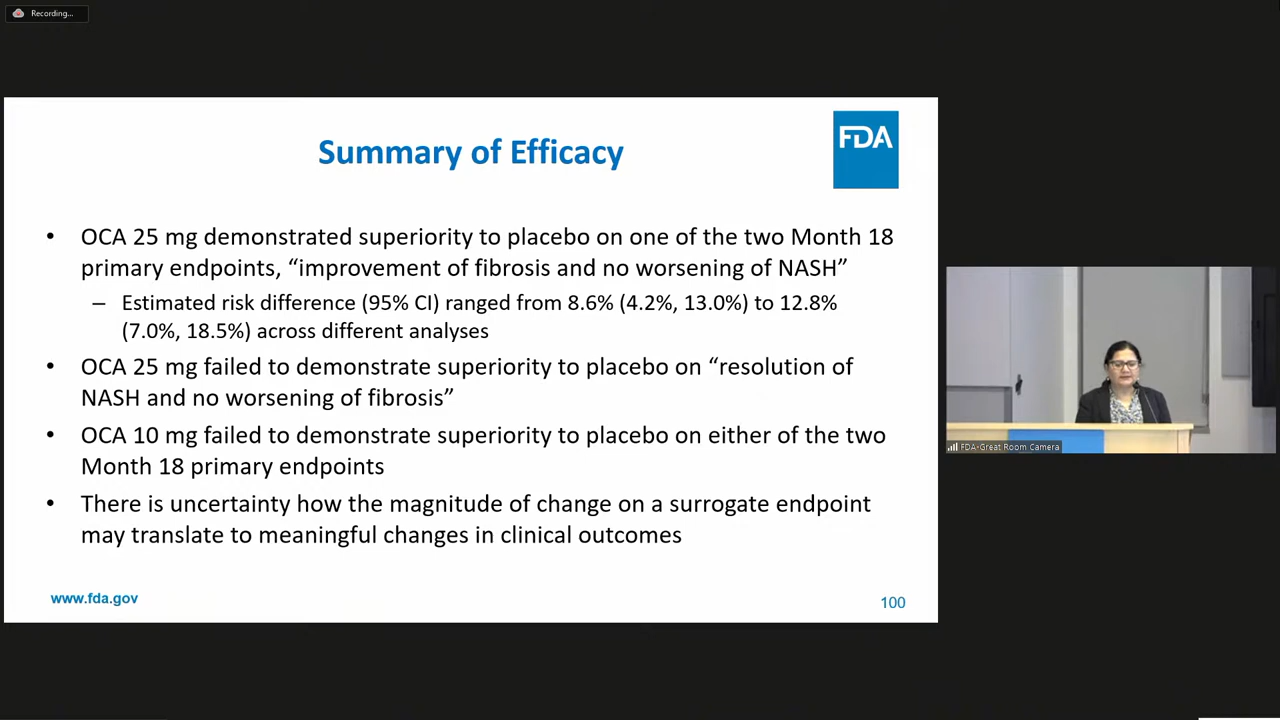 Recording...
FDA
Summary of Efficacy
• OCA 25 mg demonstrated superiority to placebo on one of the two Month 18
primary endpoints, “improvement of fibrosis and no worsening of NASH”
– Estimated risk difference (95% CI) ranged from 8.6% (4.2%, 13.0%) to 12.8%
(7.0%, 18.5%) across different analyses
• OCA 25 mg failed to demonstrate superiority to placebo on “resolution of
NASH and no worsening of fibrosis”
• OCA 10 mg failed to demonstrate superiority to placebo on either of the two
Month 18 primary endpoints
• There is uncertainty how the magnitude of change on a surrogate endpoint
may translate to meaningful changes in clinical outcomes
www.fda.gov
100
FDA-Great Room Camera